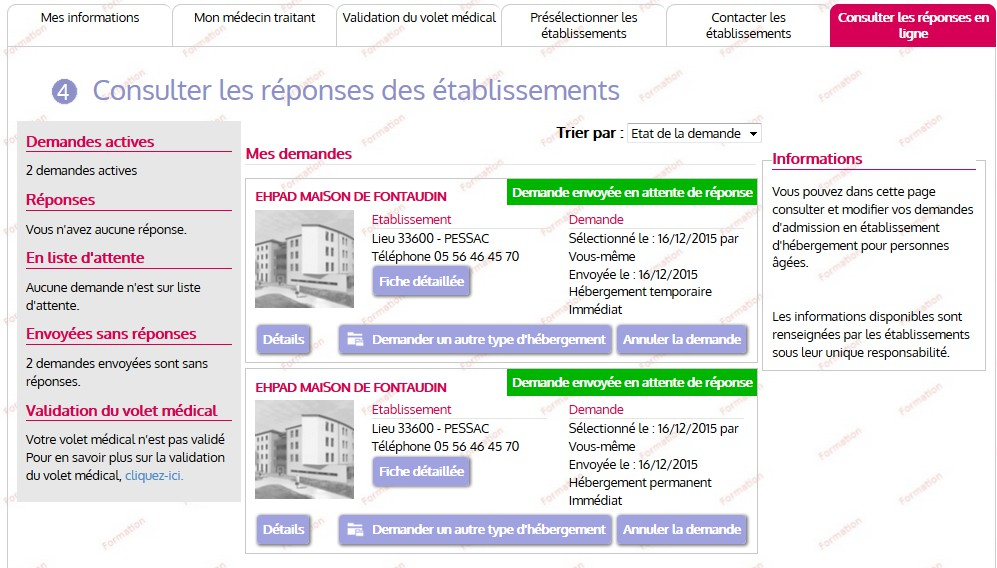 Mes informations
Mon médecin traitant
Validation du volet médical
Présélectionner les
établissements
Contacter les
établissements
Consulter les réponses en
ligne
4 Consulter les réponses des établissements
Demandes actives
2 demandes actives
Réponses
Vous n'avez aucune réponse.
En liste d'attente
Aucune demande n'est sur liste
d'attente.
Envoyées sans réponses
2 demandes envoyées sont sans
réponses.
Validation du volet médical
Votre volet médical n'est pas validé
Pour en savoir plus sur la validation
du volet médical, cliquez-ici.
Trier par : Etat de la demande
Mes demandes
EHPAD MAISON DE FONTAUDIN
Demande envoyée en attente de réponse
Etablissement
Lieu 33600 - PESSAC
Téléphone 05 56 46 45 70
Fiche détaillée
Demande
Sélectionné le : 16/12/2015 par
Vous-même
Envoyée le : 16/12/2015
Hébergement temporaire
Immédiat
Détails
Demander un autre type d'hébergement
Annuler la demande
EHPAD MAISON DE FONTAUDIN
Demande envoyée en attente de réponse
Etablissement
Lieu 33600 - PESSAC
Téléphone 05 56 46 45 70
Fiche détaillée
Demande
Sélectionné le : 16/12/2015 par
Vous-même
Envoyée le : 16/12/2015
Hébergement permanent
Immédiat
Détails
Demander un autre type d'hébergement
Annuler la demande
Informations
Vous pouvez dans cette page
consulter et modifier vos demandes
d'admission en établissement
d'hébergement pour personnes
âgées.
Les informations disponibles sont
renseignées par les établissements
sous leur unique responsabilité.
Formation